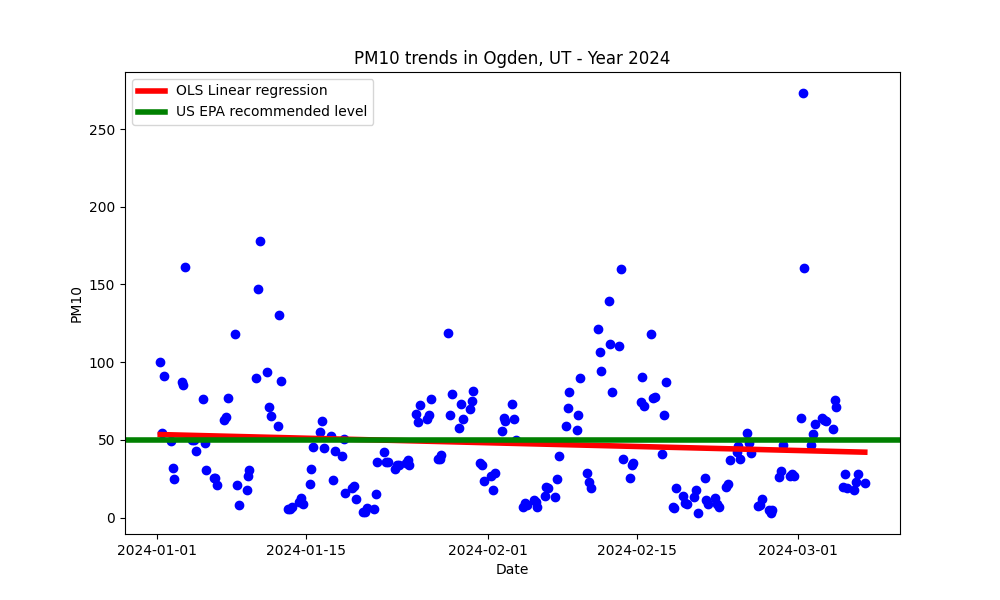 PM10 trends in Ogden, UT - Year 2024
OLS Linear regression
US EPA recommended level
250
200
150
100
50
0
PM10
2024-01-01 2024-01-15 2024-02-01 2024-02-15 2024-03-01
Date